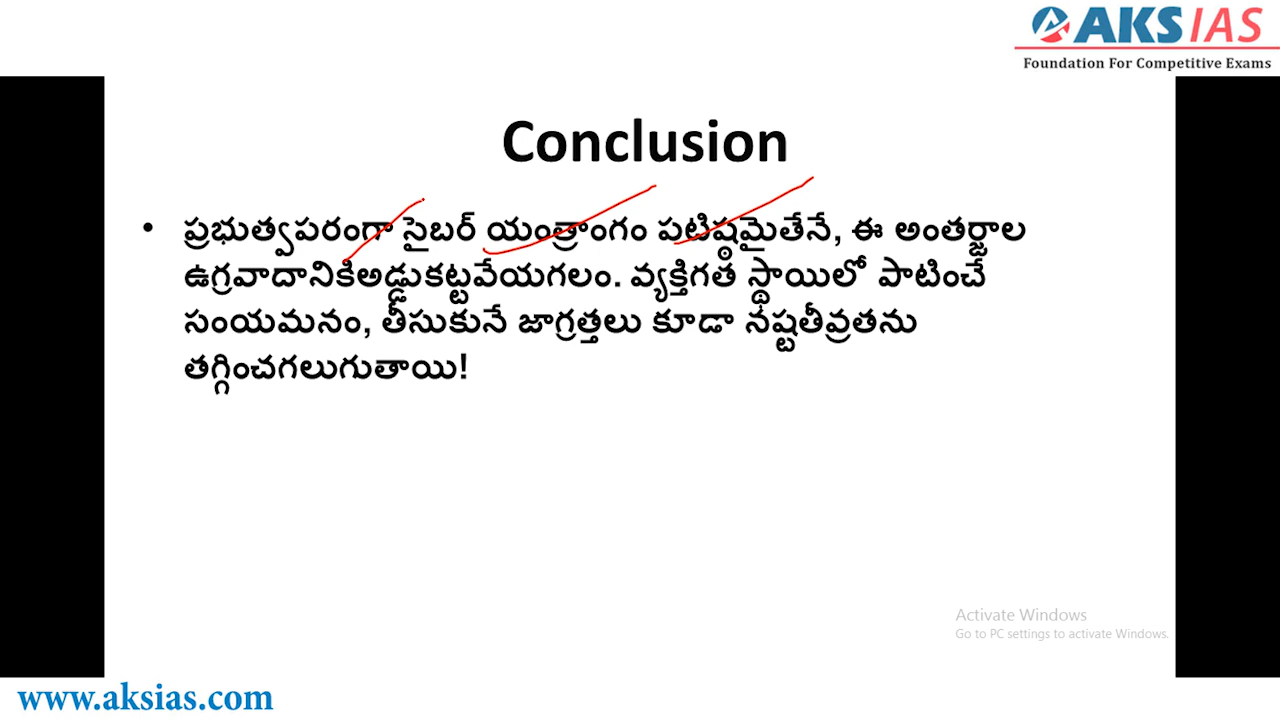 AKS IAS
Foundation For Competitive Exams
Conclusion
• ప్రభుత్వపరంగా సైబర్ యంత్రాంగం పటిష్ఠమైతేనే, ఈ అంతర్జాల
ఉగ్రవాదానికిఅడ్డుకట్టవేయగలం. వ్యక్తిగత స్థాయిలో పాటించే
సంయమనం, తీసుకునే జాగ్రత్తలు కూడా నష్టతీవ్రతను
తగ్గించగలుగుతాయి!
Activate Windows
Go to PC settings to activate Windows.
www.aksias.com